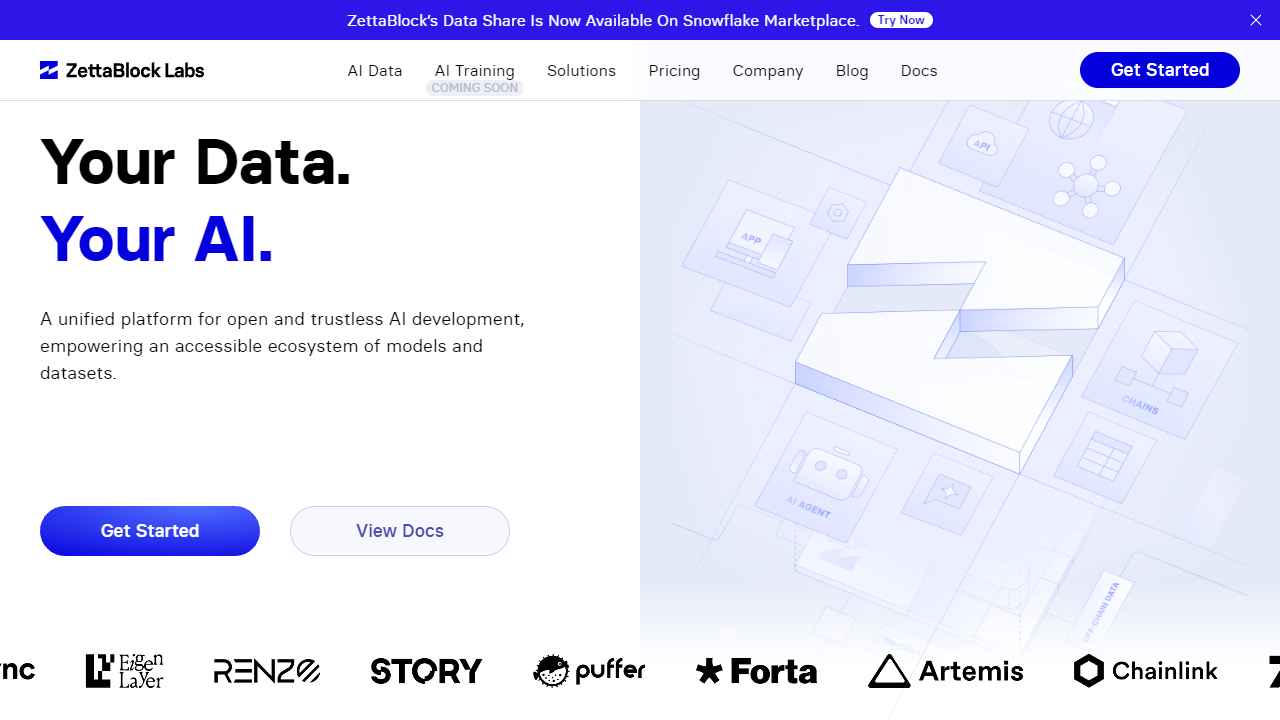 ZettaBlock's Data Share Is Now Available On Snowflake Marketplace. Try Now
ZettaBlock Labs
AI Data
AI Training
Solutions
Pricing
Company
Blog
Docs
Get Started
COMING SOON
Your Data.
Your AI.
A unified platform for open and trustless AI development,
empowering an accessible ecosystem of models and
datasets.
Get Started
View Docs
API
APP
CHAINS
AI AGENT
OFF-CHAIN DATA
Eigen
Layer
RENZO
STORY
puffer
Forta
Artemis
Chainlink